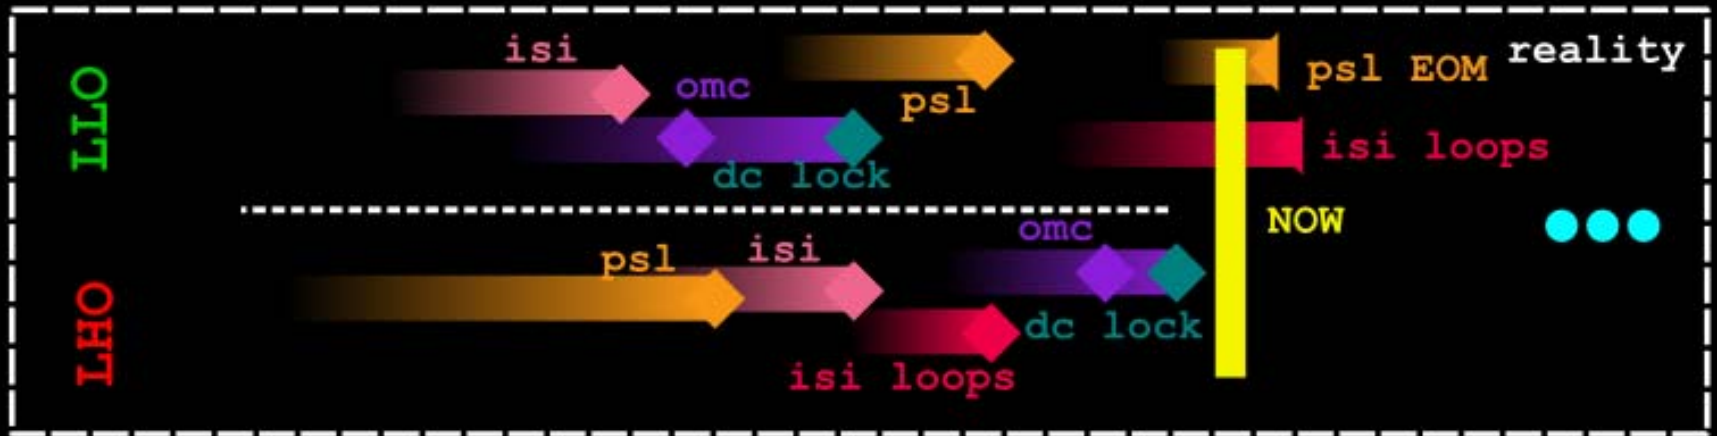 reality
LLO
isi
omc
dc lock
psl
psl EOM
isi loops
NOW
LHO
psl
isi
isi loops
omc
dc lock